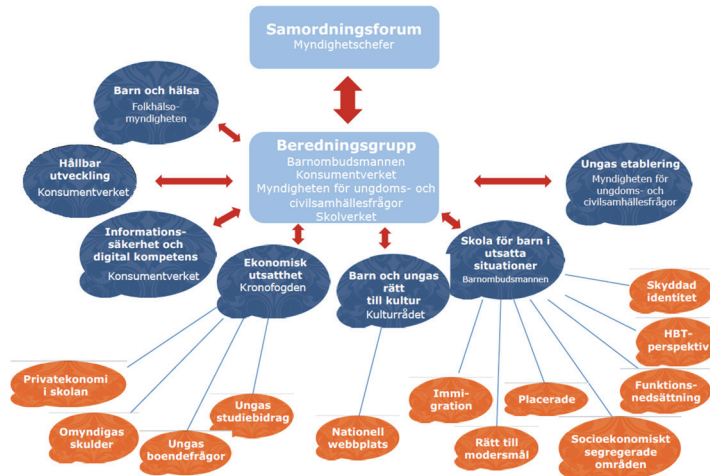 Samordningsforum
Myndighetschefer
Barn och hälsa
Folkhälso-
myndigheten
Beredningsgrupp
Barnombudsmannen
Konsumentverket
Myndigheten för ungdoms- och
civilsamhällesfrågor
Skolverket
Hållbar
utveckling
Konsumentverket
Ungas etablering
Myndigheten för
ungdoms- och
civilsamhällesfrågor
Informations-
säkerhet och
digital kompetens
Konsumentverket
Ekonomisk
utsatthet
Kronofogden
Barn och ungas
rätt
till kultur
Kulturrådet
Skola för barn i
utsatta
situationer
Barnombudsmannen
Skyddad
identitet
HBT-
perspektiv
Funktions-
nedsättning
Privatekonomi
i skolan
Omyndigas
skulder
Ungas
boendefrågor
Ungas
studiebidrag
Nationell
webbplats
Immi-
gration
Rätt till
modersmål
Placerade
Socioekonomiskt
segregerade
områden